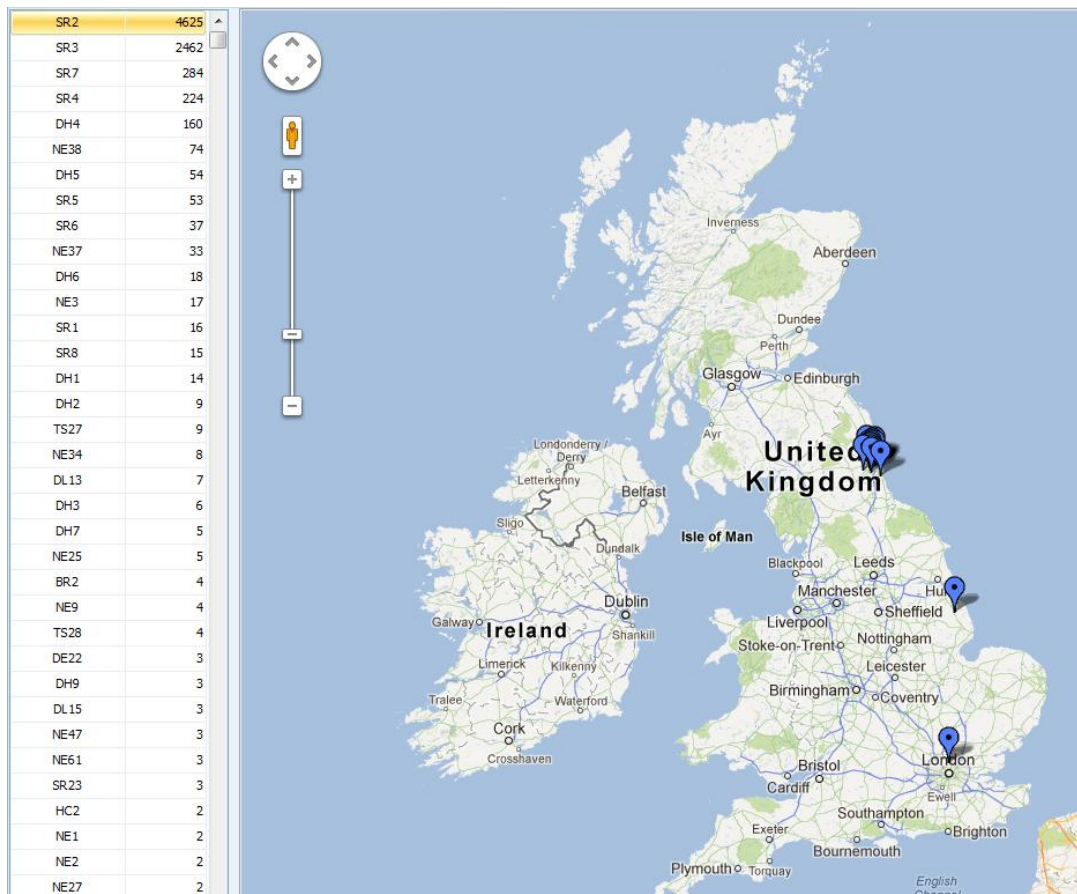 SR2 4625
SR3 2462
SR7 284
SR4 224
DH4 160
NE38 74
DH5 54
SR5 53
SR6 37
NE37 33
DH6 18
NE3 17
SR1 16
SR8 15
DH1 14
DH2 9
TS27 9
NE34 8
DL13 7
DH3 6
DH7 5
NE25 5
BR2 4
NE9 4
TS28 4
DE22 3
DH9 3
DL15 3
NE47 3
NE61 3
SR23 3
HC2 2
NE1 2
NE2 2
NE27 2
Inverness
Aberdeen
Dundee
Perth
Glasgow
Edinburgh
Ayr
United
Kingdom
Londonderry /
Derry
Letterkenny
Belfast
Sligo
Isle of Man
Dundalk
Blackpool
Leeds
Hull
Manchester
Dublin
Liverpool
Sheffield
Galway
Ireland
Shankill
Stoke-on-Trent
Nottingham
Limerick
Kilkenny
Leicester
Tralee
Waterford
Birmingham
Coventry
Cork
Crosshaven
London
Bristol
Cardiff
Ewell
Southampton
Exeter
Brighton
Bournemouth
Plymouth
Torquay
English
Channel